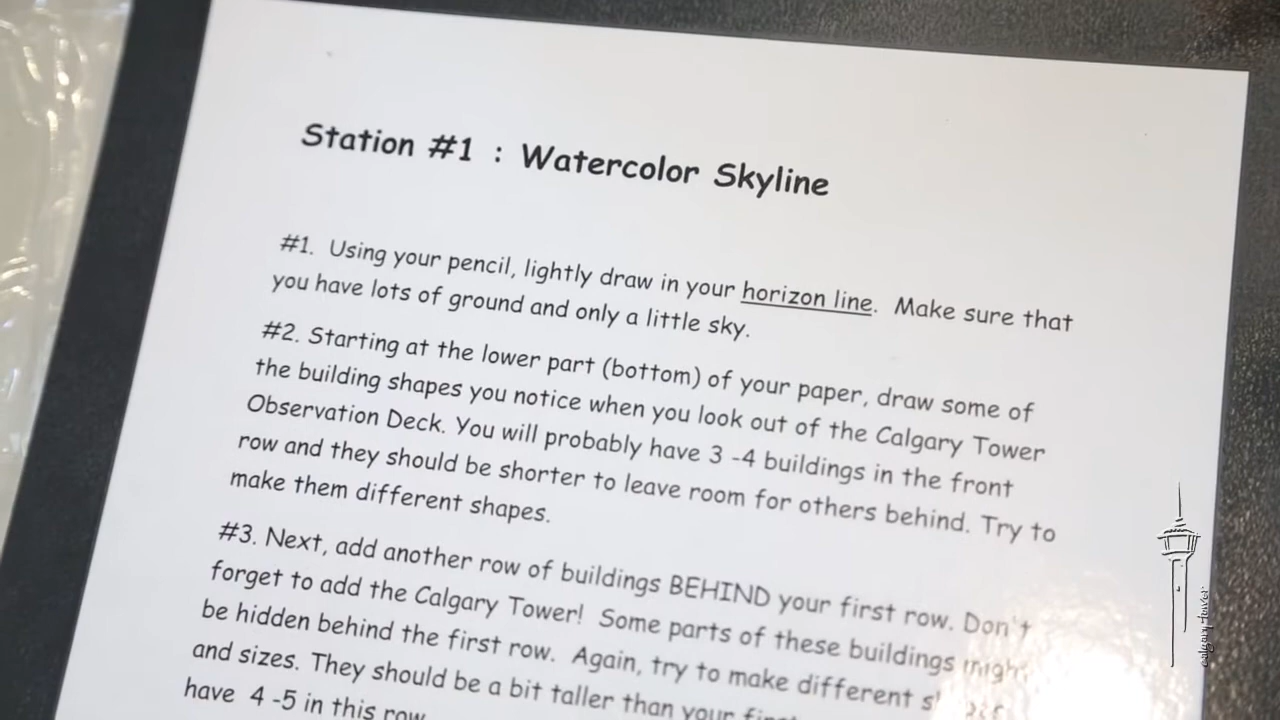 Station #1 : Watercolor Skyline
#1. Using your pencil, lightly draw in your horizon line. Make sure that
you have lots of ground and only a little sky.
#2. Starting at the lower part (bottom) of your paper, draw some of
the building shapes you notice when you look out of the Calgary Tower
Observation Deck. You will probably have 3 -4 buildings in the front
row and they should be shorter to leave room for others behind. Try to
make them different shapes.
#3. Next, add another row of buildings BEHIND your first row. Don't
forget to add the Calgary Tower! Some parts of these buildings might
be hidden behind the first row. Again, try to make different
and sizes. They should be a bit taller than your
have 4 -5 in this row
calgary tower